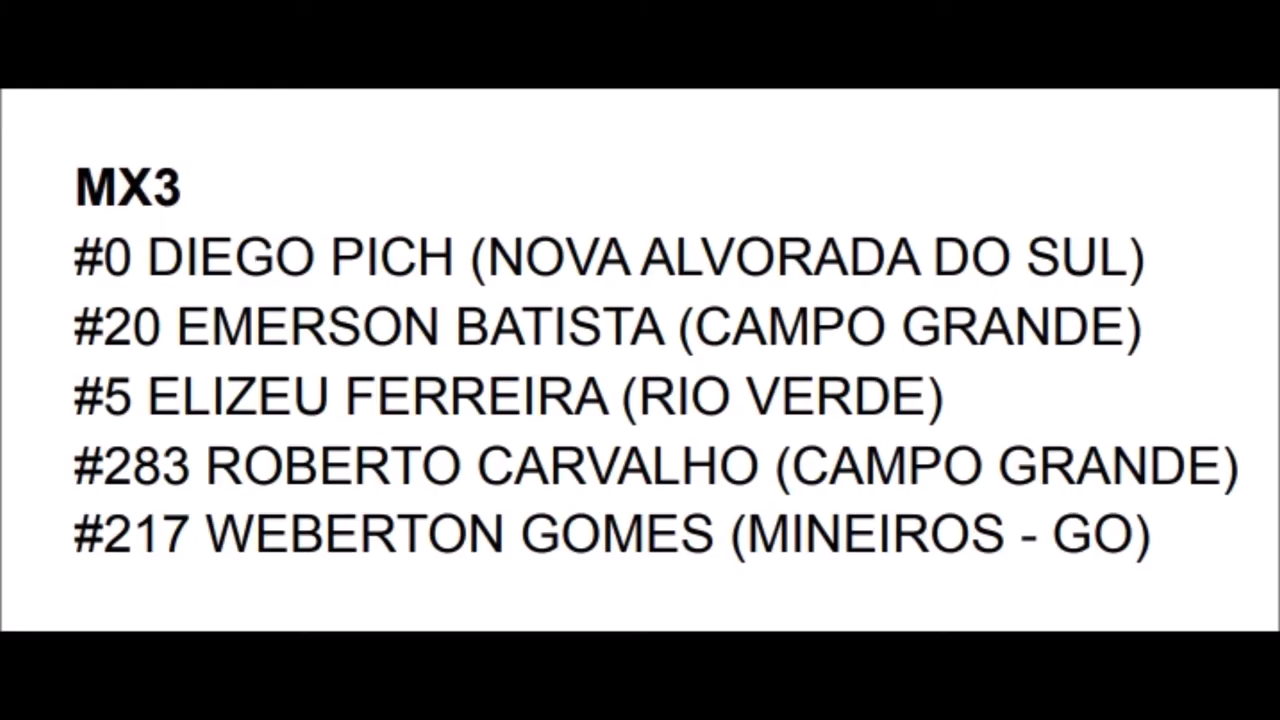 MX3
#0 DIEGO PICH (NOVA ALVORADA DO SUL)
#20 EMERSON BATISTA (CAMPO GRANDE)
#5 ELIZEU FERREIRA (RIO VERDE)
#283 ROBERTO CARVALHO (CAMPO GRANDE)
#217 WEBERTON GOMES (MINEIROS - GO)